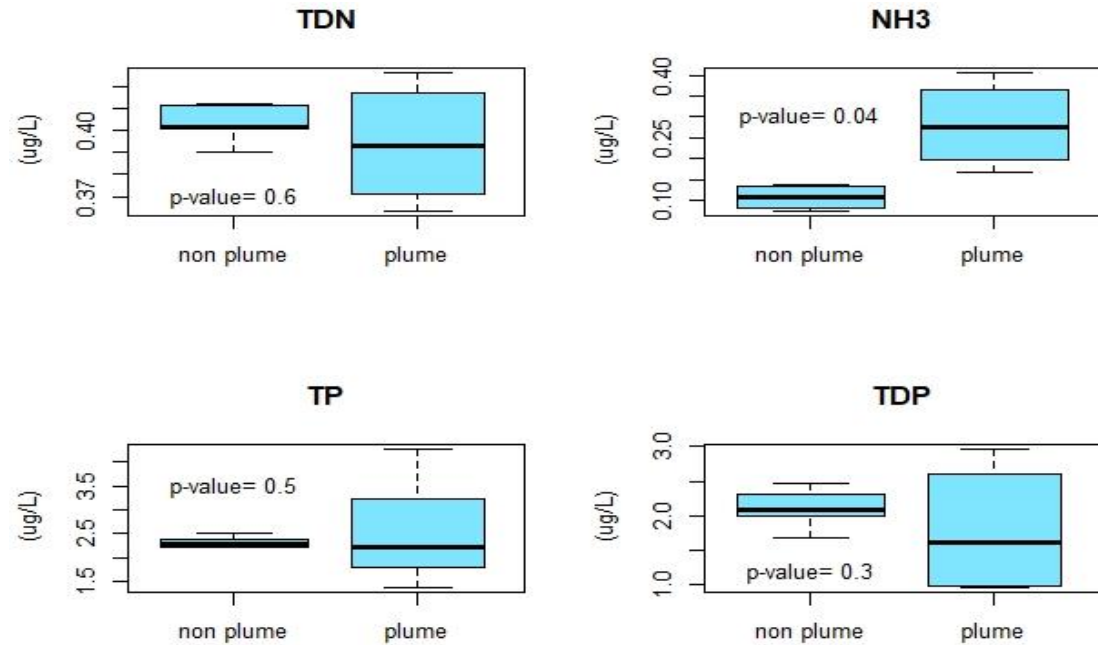 TDN
(ug/L)
0.40
0.37
p-value= 0.6
non plume
plume
NH3
(ug/L)
0.40
0.25
0.10
p-value= 0.04
non plume
plume
TP
(ug/L)
3.5
2.5
1.5
p-value= 0.5
non plume
plume
TDP
(ug/L)
3.0
2.0
1.0
p-value= 0.3
non plume
plume